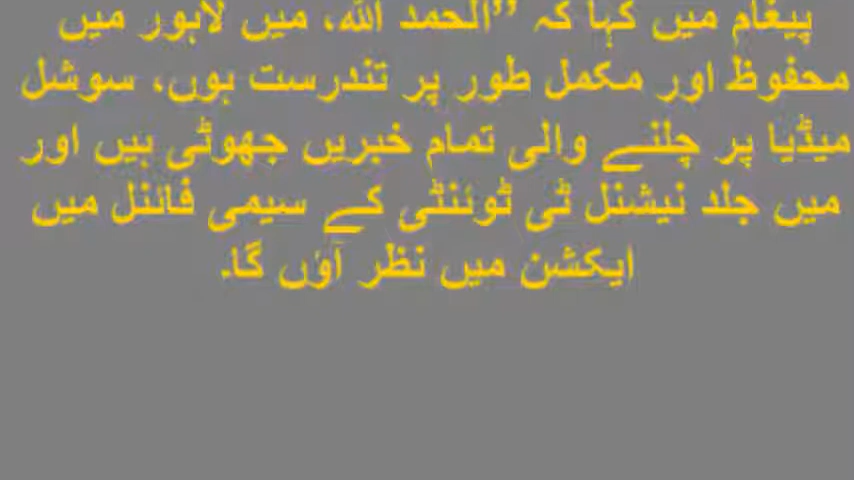 پیغام میں کہا کہ ”الحمد اللہ، میں لاہور میں
محفوظ اور مکمل طور پر تندرست ہوں، سوشل
میڈیا پر چلنے والی تمام خبریں جھوٹی ہیں اور
میں جلد نیشنل ٹی ٹوئنٹی کے سیمی فائنل میں
ایکشن میں نظر آؤں گا۔